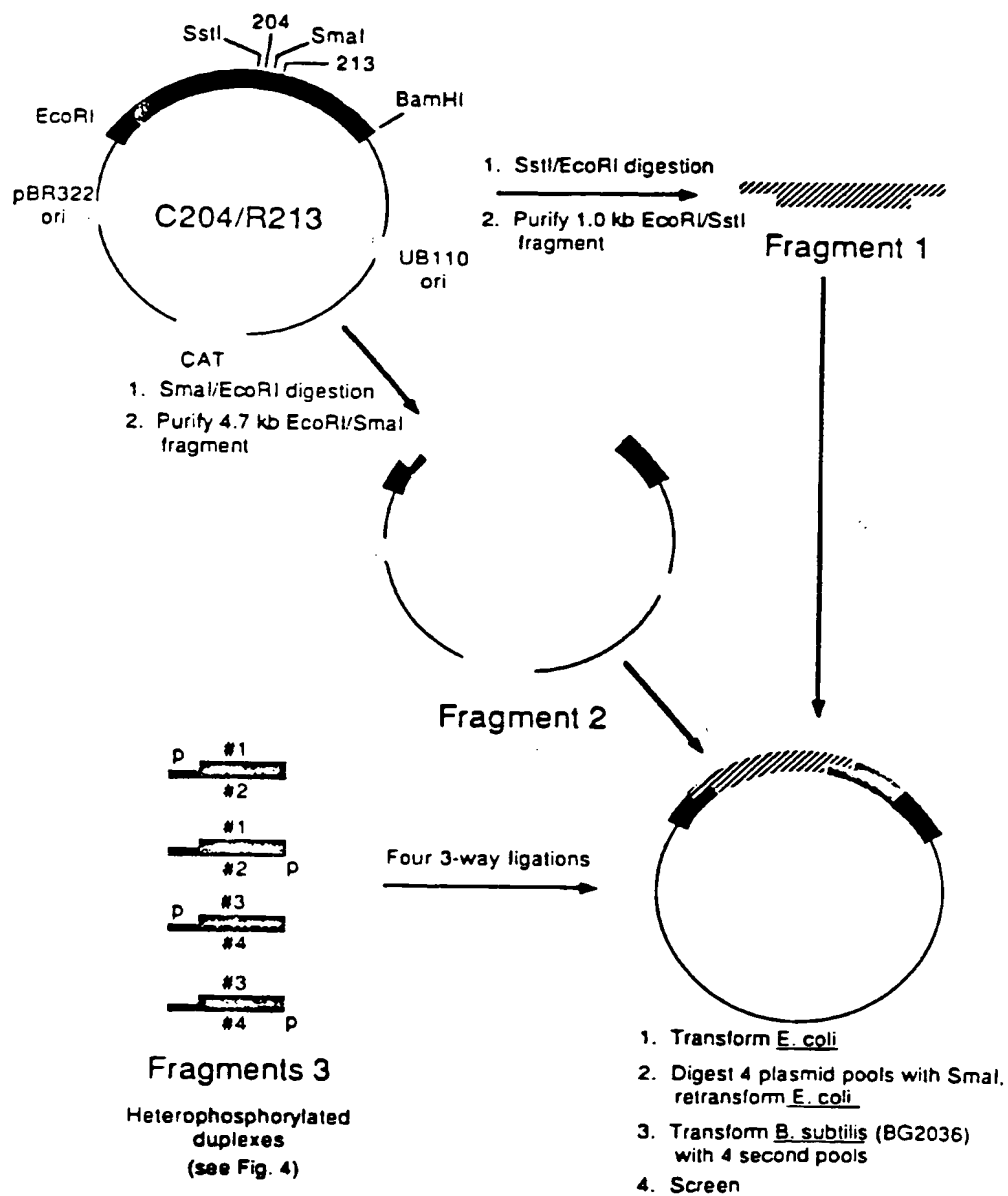 204
SstI
SmaI
213
EcoRI
BamHI
pBR322
ori
C204/R213
UB110
ori
CAT
1. SstI/EcoRI digestion
2. Purify 1.0 kb EcoRI/SstI
fragment
Fragment 1
1. SmaI/EcoRI digestion
2. Purify 4.7 kb EcoRI/SmaI
fragment
Fragment 2
p
#1
#2
#1
#2
p
p
#3
#4
#3
#4
p
Four 3-way ligations
Fragments 3
Heterophosphorylated
duplexes
(see Fig. 4)
1. Transform E. coli
2. Digest 4 plasmid pools with SmaI,
retransform E. coli
3. Transform B. subtilis (BG2036)
with 4 second pools
4. Screen